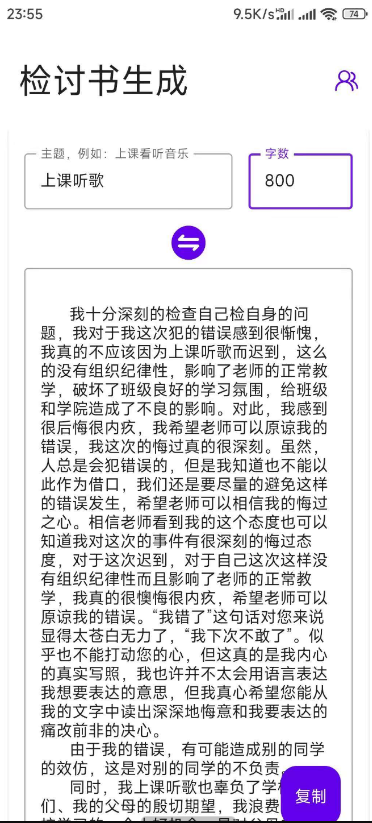 23:55
9.5K/s
HD
74
检讨书生成
主题，例如：上课看听音乐
字数
上课听歌
800
我十分深刻的检查自己检自身的问
题，我对于我这次犯的错误感到很惭愧，
我真的不应该因为上课听歌而迟到，这么
的没有组织纪律性，影响了老师的正常教
学，破坏了班级良好的学习氛围，给班级
和学院造成了不良的影响。对此，我感到
很后悔很内疚，我希望老师可以原谅我的
错误，我这次的悔过真的很深刻。虽然，
人总是会犯错误的，但是我知道也不能以
此作为借口，我们还是要尽量的避免这样
的错误发生，希望老师可以相信我的悔过
之心。相信老师看到我的这个态度也可以
知道我对这次的事件有很深刻的悔过态
度，对于这次迟到，对于自己这次这样没
有组织纪律性而且影响了老师的正常教
学，我真的很懊悔很内疚，希望老师可以
原谅我的错误。“我错了”这句话对您来说
显得太苍白无力了，“我下次不敢了”。似
乎也不能打动您的心，但这真的是我内心
的真实写照，我也许并不太会用语言表达
我想要表达的意思，但我真心希望您能从
我的文字中读出深深地悔意和我要表达的
痛改前非的决心。
由于我的错误，有可能造成别的同学
的效仿，这是对别的同学的不负责。
同时，我上课听歌也辜负了学
们、我的父母的殷切期望，我浪费
复制